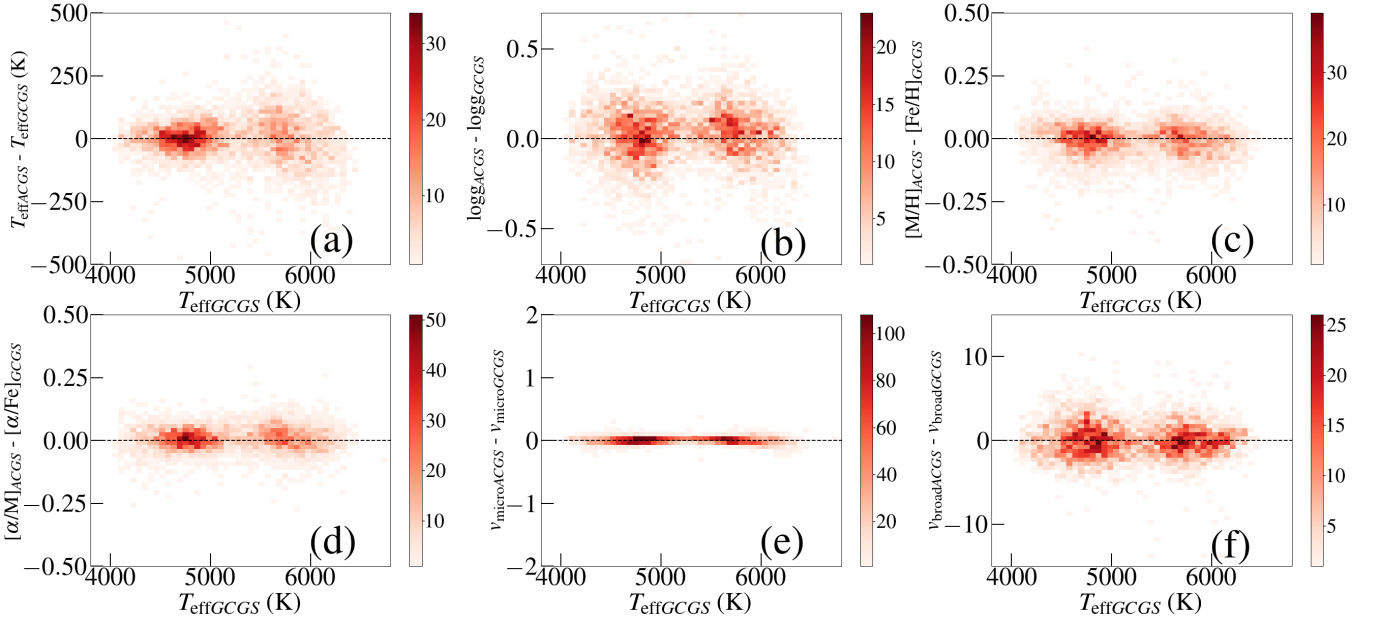 500
250
0
−250
−500
4000 5000 6000
T_effGCGS (K)
T_effACGS - T_effGCGS (K)
(a)
30
20
10
0.5
0.0
−0.5
4000 5000 6000
T_effGCGS (K)
logg_ACGS - logg_GCGS
(b)
20
15
10
5
0.50
0.25
0.00
−0.25
−0.50
4000 5000 6000
T_effGCGS (K)
[M/H]_ACGS - [Fe/H]_GCGS
(c)
30
20
10
0.50
0.25
0.00
−0.25
−0.50
4000 5000 6000
T_effGCGS (K)
[α/M]_ACGS - [α/Fe]_GCGS
(d)
50
40
30
20
10
2
1
0
−1
−2
4000 5000 6000
T_effGCGS (K)
v_microACGS - v_microGCGS
(e)
100
80
60
40
20
10
0
−10
4000 5000 6000
T_effGCGS (K)
v_broadACGS - v_broadGCGS
(f)
25
20
15
10
5